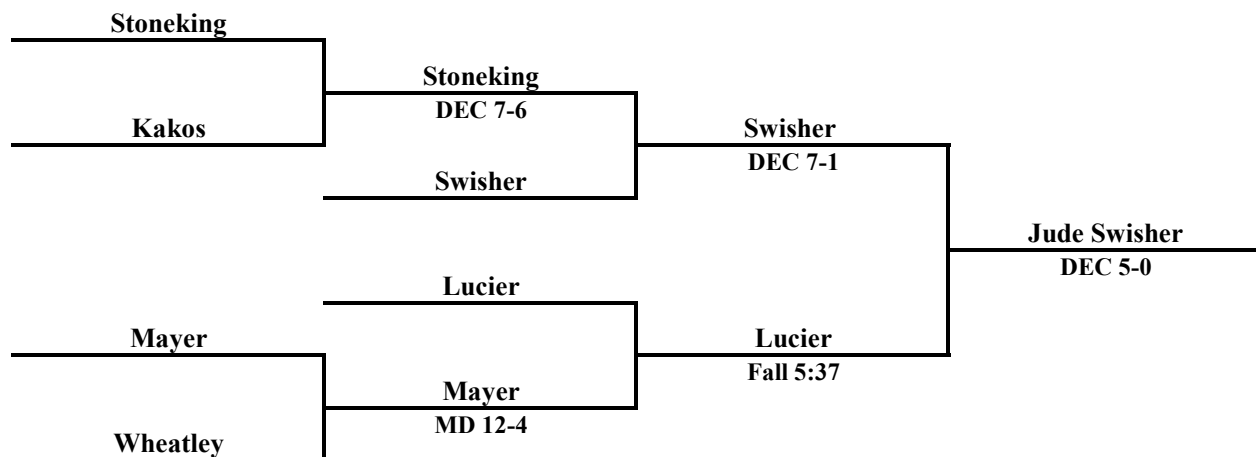 Stoneking
Stoneking
DEC 7-6
Kakos
Swisher
DEC 7-1
Swisher
Jude Swisher
DEC 5-0
Lucier
Mayer
Lucier
Fall 5:37
Mayer
MD 12-4
Wheatley